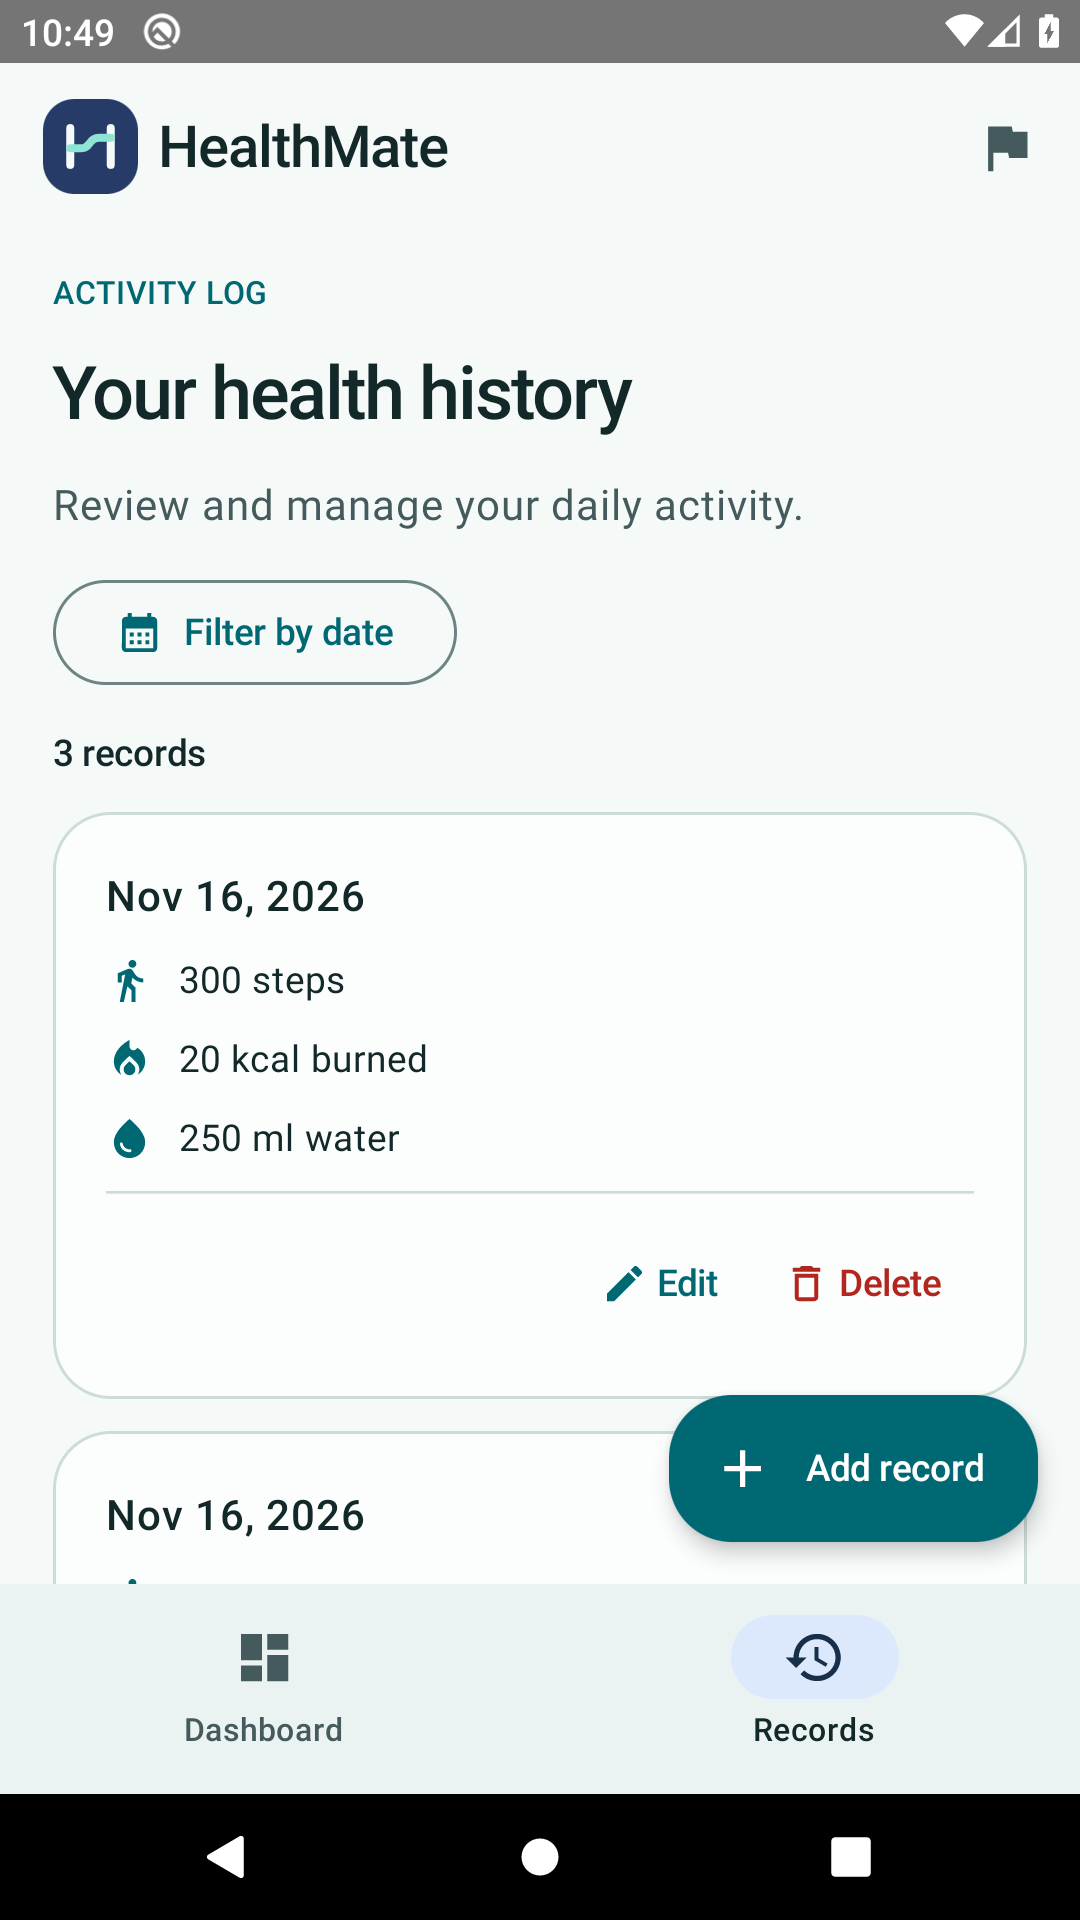 10:49
HealthMate
ACTIVITY LOG
Your health history
Review and manage your daily activity.
Filter by date
3 records
Nov 16, 2026
300 steps
20 kcal burned
250 ml water
Edit
Delete
Nov 16, 2026
Add record
Dashboard
Records